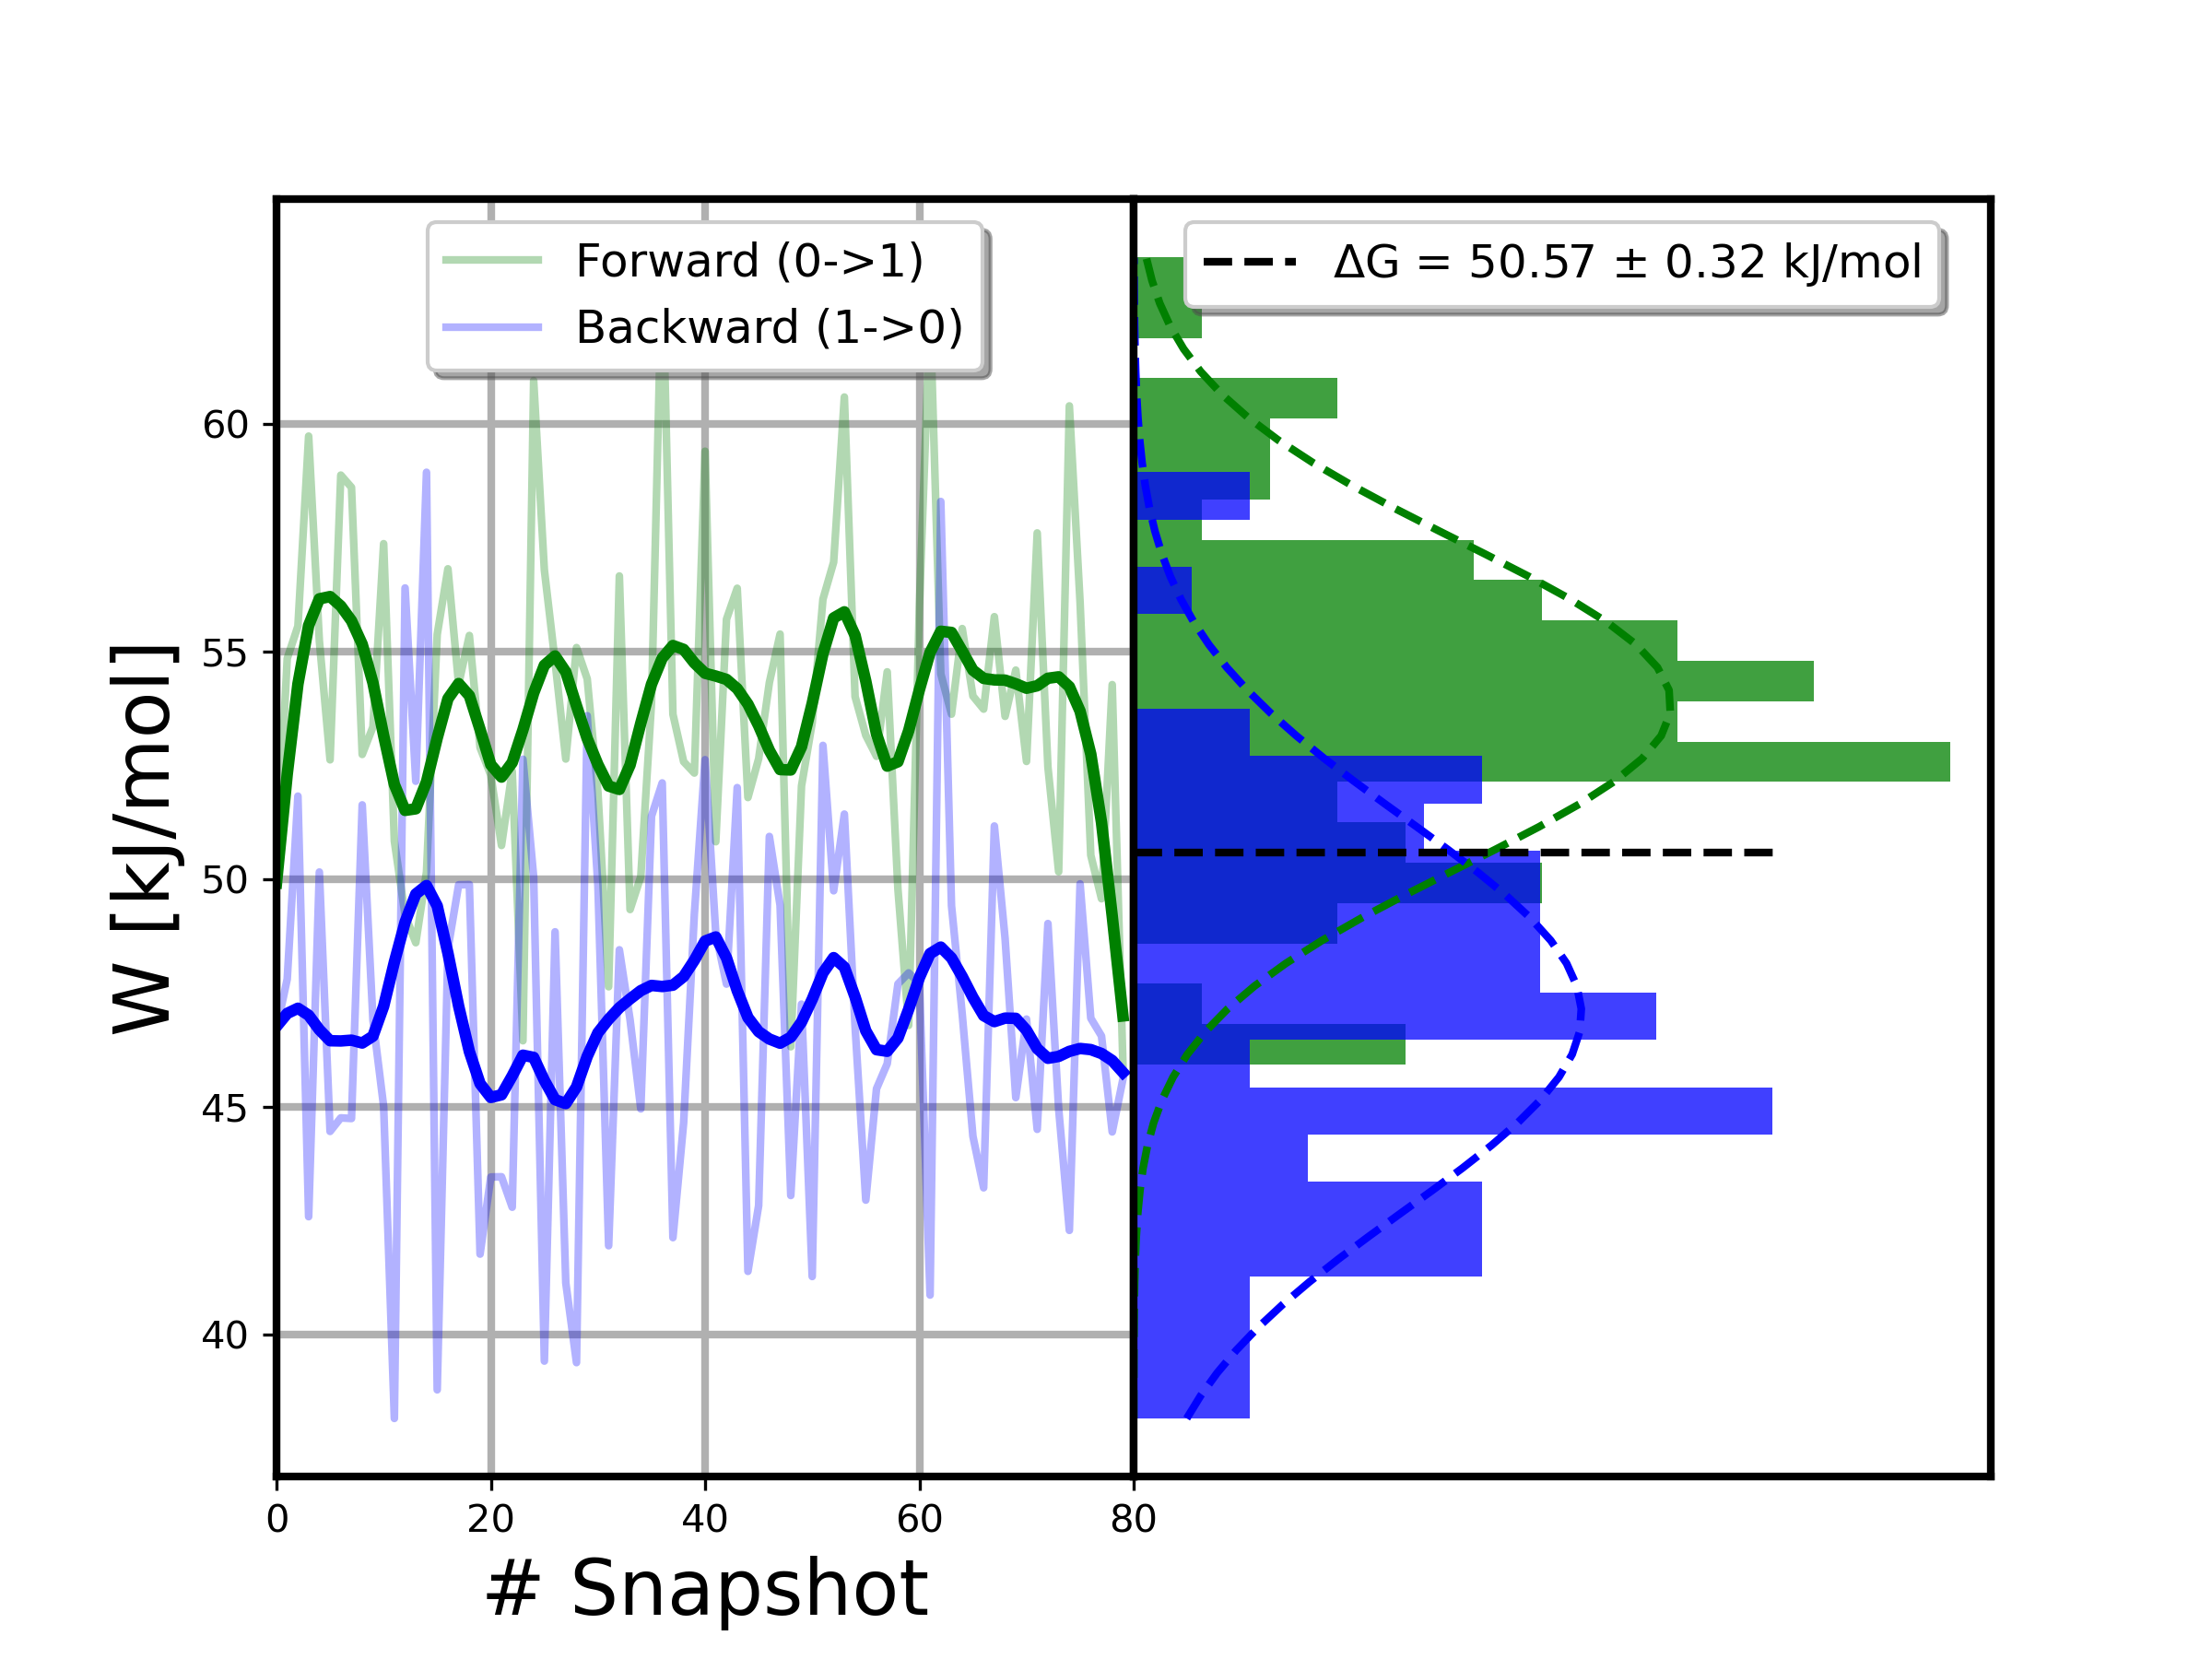 Forward (0->1)
Backward (1->0)
ΔG = 50.57 ± 0.32 kJ/mol
W [kJ/mol]
60
55
50
45
40
0 20 40 60 80
# Snapshot